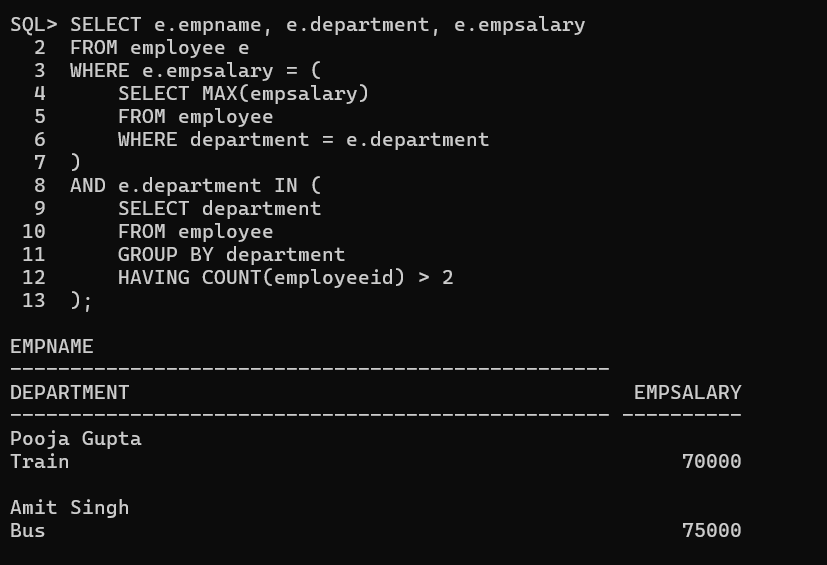 SQL> SELECT e.empname, e.department, e.empsalary
  2  FROM employee e
  3  WHERE e.empsalary = (
  4      SELECT MAX(empsalary)
  5      FROM employee
  6      WHERE department = e.department
  7  )
  8  AND e.department IN (
  9      SELECT department
 10      FROM employee
 11      GROUP BY department
 12      HAVING COUNT(employeeid) > 2
 13  );

EMPNAME
--------------------------------------------------
DEPARTMENT                                          EMPSALARY
-------------------------------------------------- ----------
Pooja Gupta
Train                                                   70000

Amit Singh
Bus                                                     75000